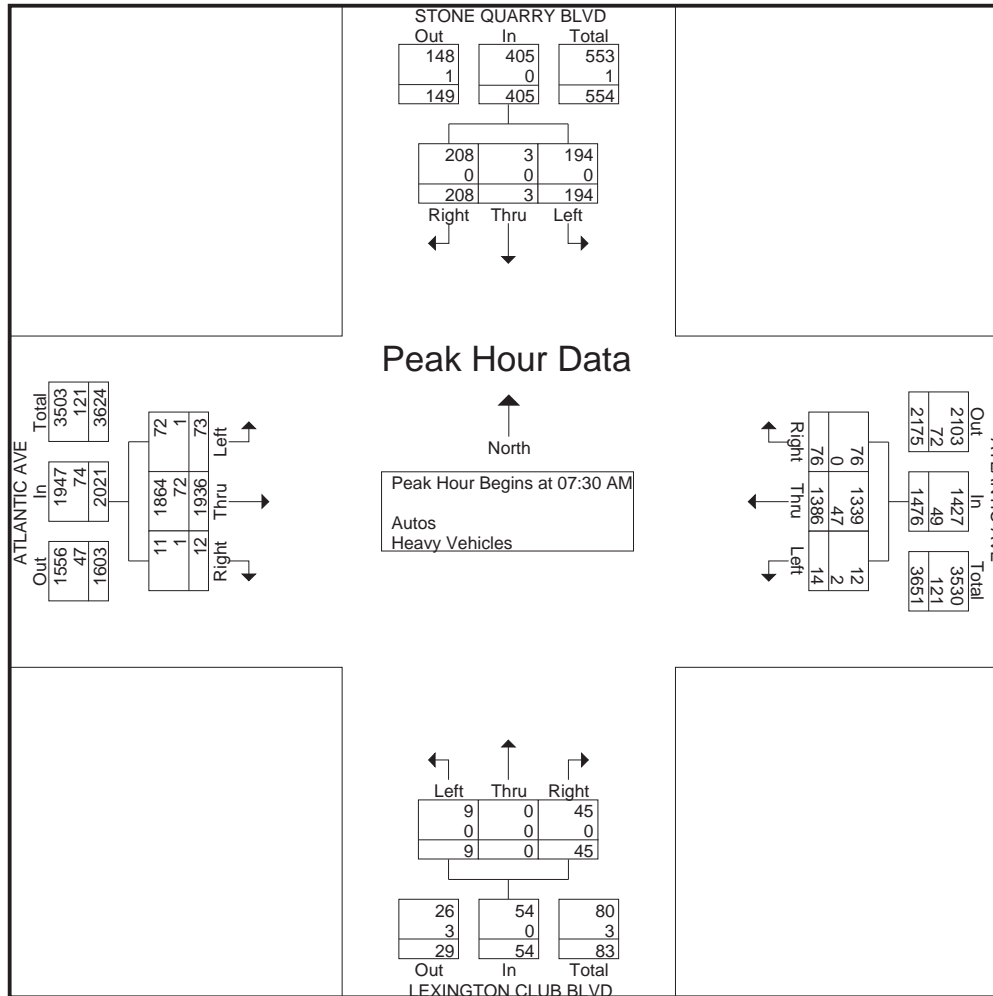 STONE QUARRY BLVD
Out In Total
148 405 553
1 0 1
149 405 554
208 3 194
0 0 0
208 3 194
Right Thru Left
Peak Hour Data
North
Peak Hour Begins at 07:30 AM
Autos
Heavy Vehicles
ATLANTIC AVE
Total In Out
3503 1947 1556
121 74 47
3624 2021 1603
72 1864 11
1 72 1
73 1936 12
Left Thru Right
Out In Total
2103 1427 3530
72 49 121
2175 1476 3651
76 1339 12
0 47 2
76 1386 14
Right Thru Left
Left Thru Right
9 0 45
0 0 0
9 0 45
26 54 80
3 0 3
29 54 83
Out In Total
LEXINGTON CLUB BLVD